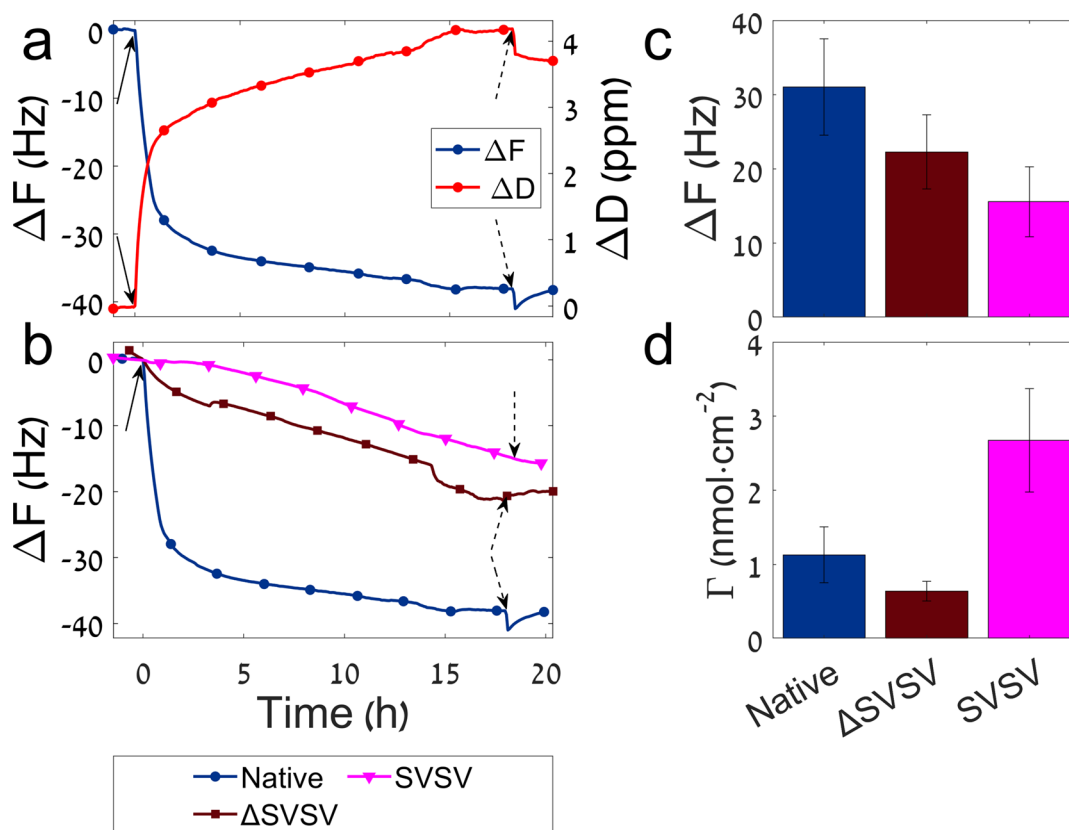 a
0
-10
-20
-30
-40
ΔF (Hz)
4
3
2
1
0
ΔD (ppm)
ΔF
ΔD
b
0
-10
-20
-30
-40
ΔF (Hz)
0 5 10 15 20
Time (h)
Native SVSV
ΔSVSV
c
40
30
20
10
0
ΔF (Hz)
d
4
3
2
1
0
Γ (nmol·cm⁻²)
Native ΔSVSV SVSV